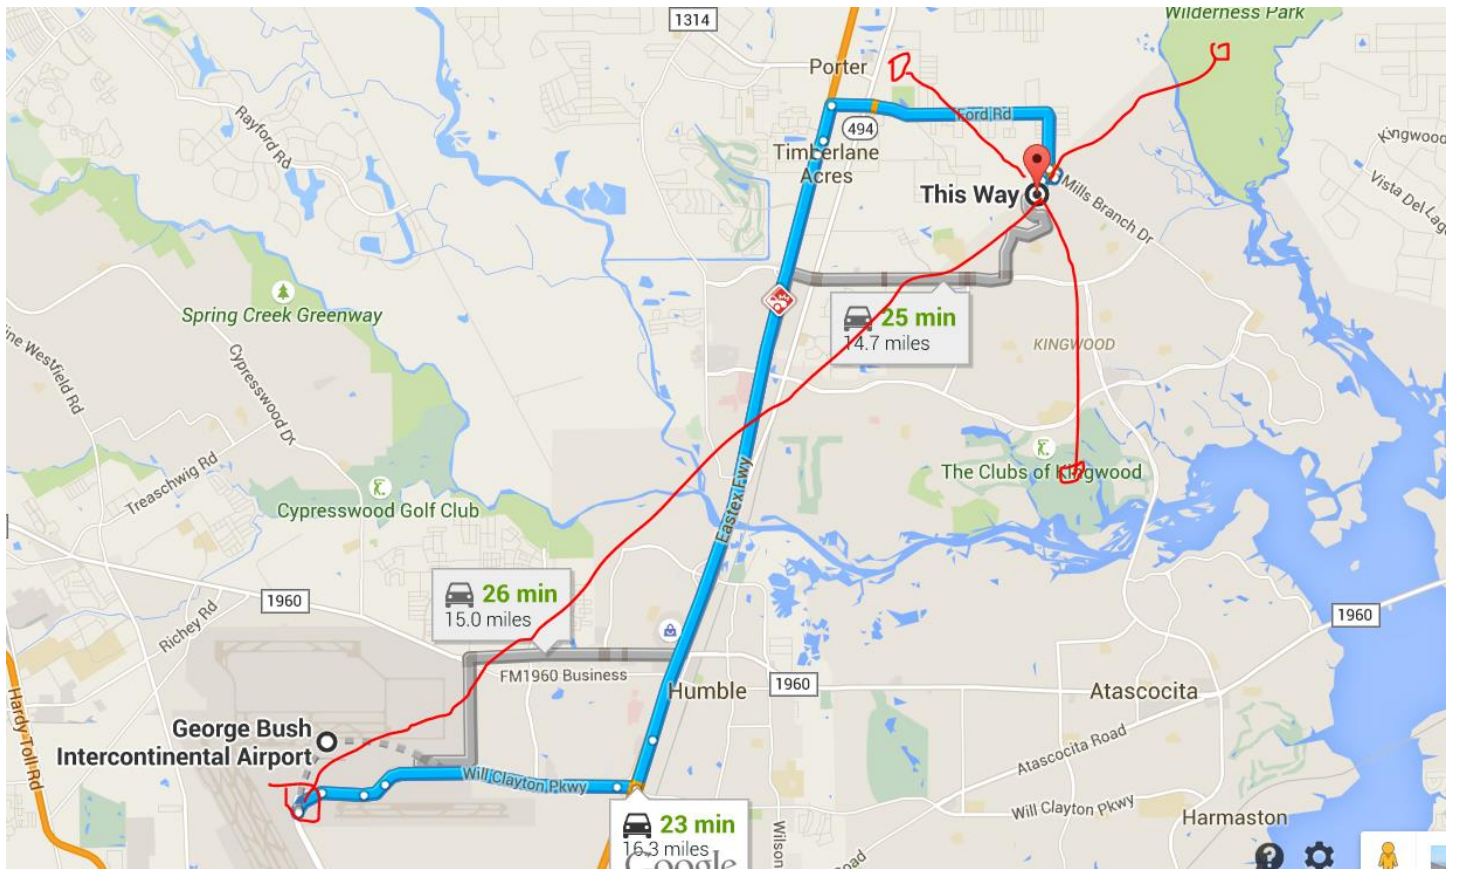 1314
Wilderness Park
Porter
Rayford Rd
Ford Rd
494
Timberlane
Acres
Kingwood
Vista Del Lago
This Way
Mills Branch Dr
Spring Creek Greenway
25 min
14.7 miles
KINGWOOD
ine Westfield Rd
Cypresswood Dr
Treaschwig Rd
Cypresswood Golf Club
Eastex Fwy
The Clubs of Kingwood
26 min
15.0 miles
1960
Richey Rd
1960
FM1960 Business
Humble
1960
Atascocita
Hardy Toll Rd
George Bush
Intercontinental Airport
Atascocita Road
Will Clayton Pkwy
Will Clayton Pkwy
Harmaston
23 min
16.3 miles
Google
Wilson
oad
?